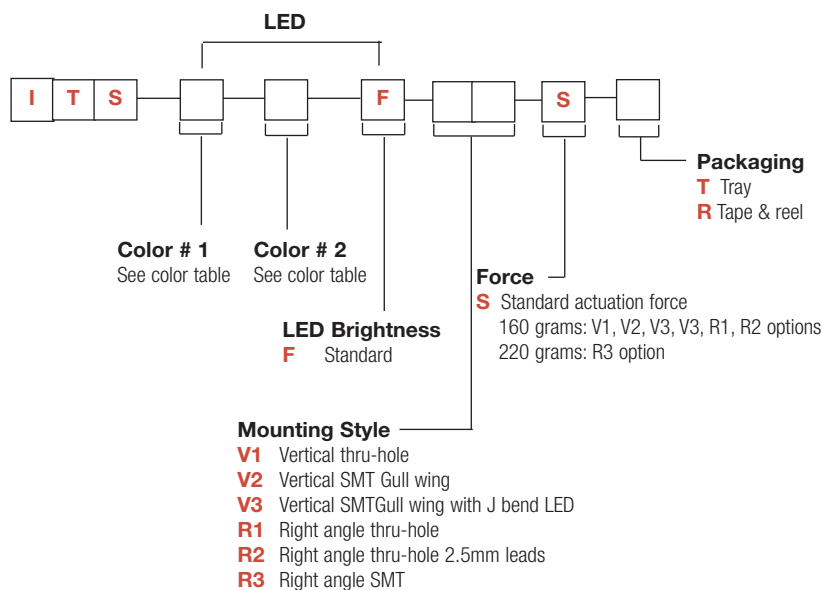 LED
I T S F S
Packaging
T Tray
R Tape & reel
Color # 1
See color table
Color # 2
See color table
Force
S Standard actuation force
160 grams: V1, V2, V3, V3, R1, R2 options
220 grams: R3 option
LED Brightness
F Standard
Mounting Style
V1 Vertical thru-hole
V2 Vertical SMT Gull wing
V3 Vertical SMTGull wing with J bend LED
R1 Right angle thru-hole
R2 Right angle thru-hole 2.5mm leads
R3 Right angle SMT